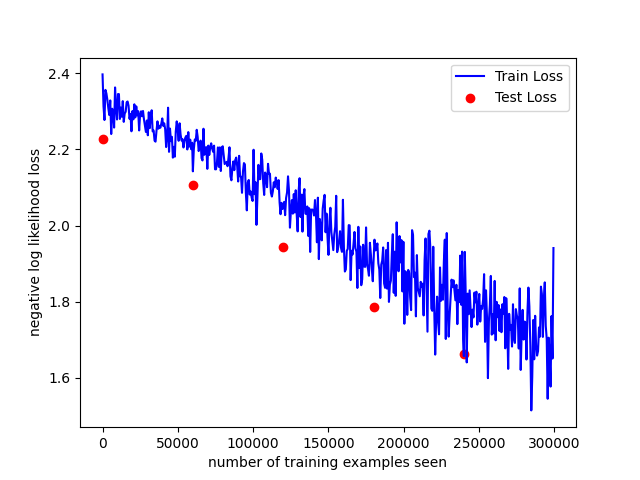 Train Loss
Test Loss
2.4
2.2
2.0
1.8
1.6
negative log likelihood loss
0 50000 100000 150000 200000 250000 300000
number of training examples seen